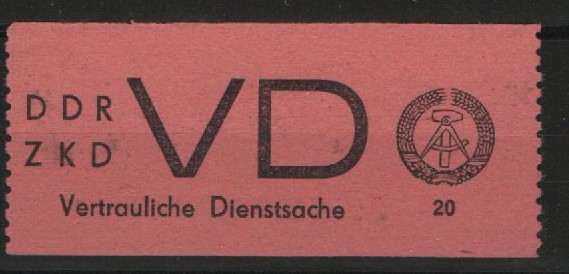 DDR
ZKD
VD
Vertrauliche Dienstsache
20